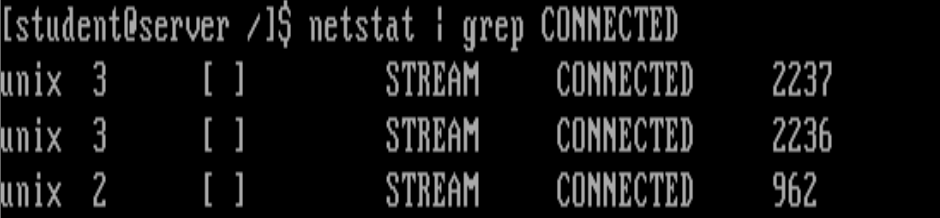 [student@server /]$ netstat | grep CONNECTED
unix 3 [ ] STREAM CONNECTED 2237
unix 3 [ ] STREAM CONNECTED 2236
unix 2 [ ] STREAM CONNECTED 962